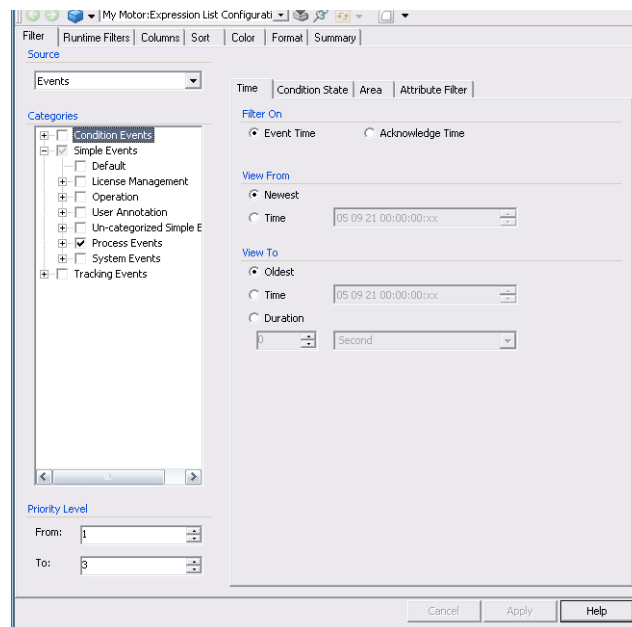 My Motor:Expression List Configurati
Filter Runtime Filters Columns Sort Color Format Summary
Source
Events
Categories
Condition Events
Simple Events
Default
License Management
Operation
User Annotation
Un-categorized Simple E
Process Events
System Events
Tracking Events
Priority Level
From: 1
To: 3
Time Condition State Area Attribute Filter
Filter On
Event Time Acknowledge Time
View From
Newest
Time 05 09 21 00:00:00:xx
View To
Oldest
Time 05 09 21 00:00:00:xx
Duration
0 Second
Cancel Apply Help